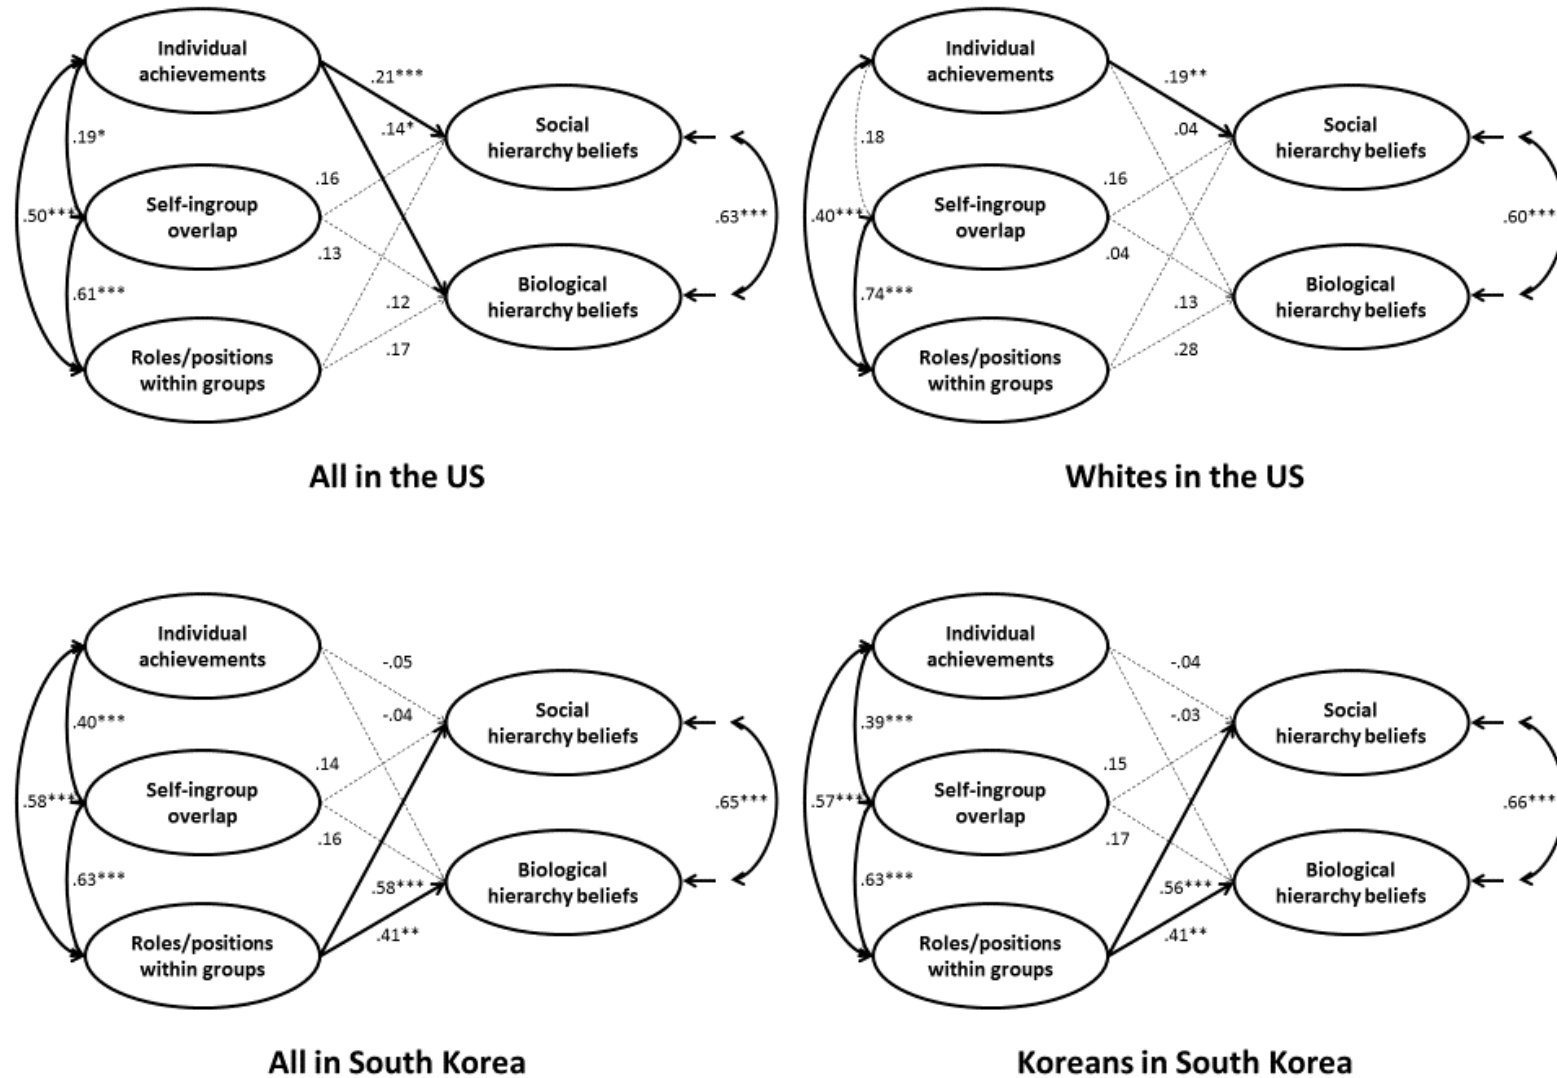 Individual
achievements
.21***
.14*
Social
hierarchy beliefs
.19*
.16
Self-ingroup
overlap
.50***
.63***
.13
.61***
.12
Biological
hierarchy beliefs
.17
Roles/positions
within groups
All in the US
Individual
achievements
.19**
.04
Social
hierarchy beliefs
.18
.16
Self-ingroup
overlap
.40***
.60***
.04
.74***
.13
Biological
hierarchy beliefs
.28
Roles/positions
within groups
Whites in the US
Individual
achievements
-.05
-.04
Social
hierarchy beliefs
.40***
.14
Self-ingroup
overlap
.58***
.65***
.16
.63***
.58***
Biological
hierarchy beliefs
.41**
Roles/positions
within groups
All in South Korea
Individual
achievements
-.04
-.03
Social
hierarchy beliefs
.39***
.15
Self-ingroup
overlap
.57***
.66***
.17
.63***
.56***
Biological
hierarchy beliefs
.41**
Roles/positions
within groups
Koreans in South Korea